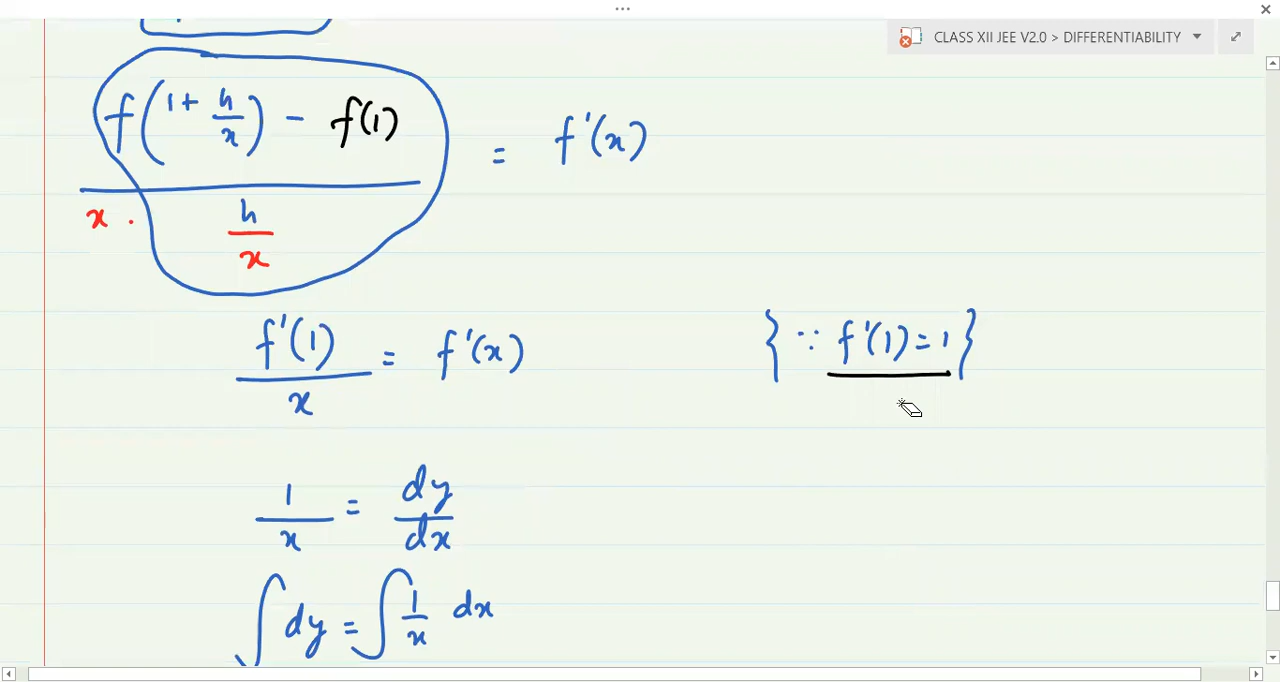 CLASS XII JEE V2.0 > DIFFERENTIABILITY
f(1 + h/x) - f(1) / x · h/x = f'(x)
f'(1)/x = f'(x) { ∵ f'(1) = 1 }
1/x = dy/dx
∫ dy = ∫ 1/x dx